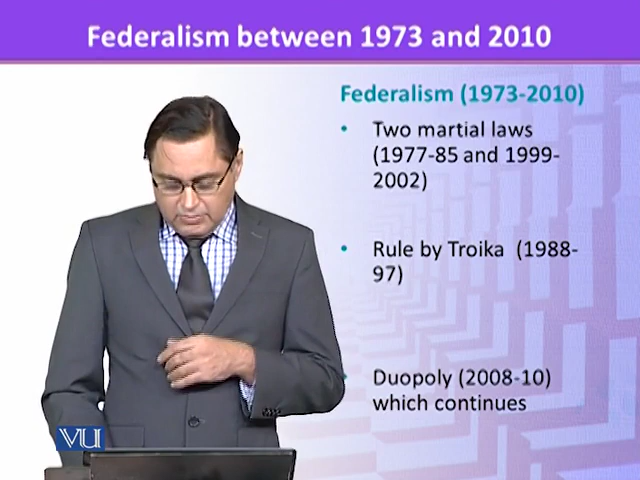 Federalism between 1973 and 2010
Federalism (1973-2010)
• Two martial laws
(1977-85 and 1999-
2002)
• Rule by Troika (1988-
97)
• Duopoly (2008-10)
which continues
VU